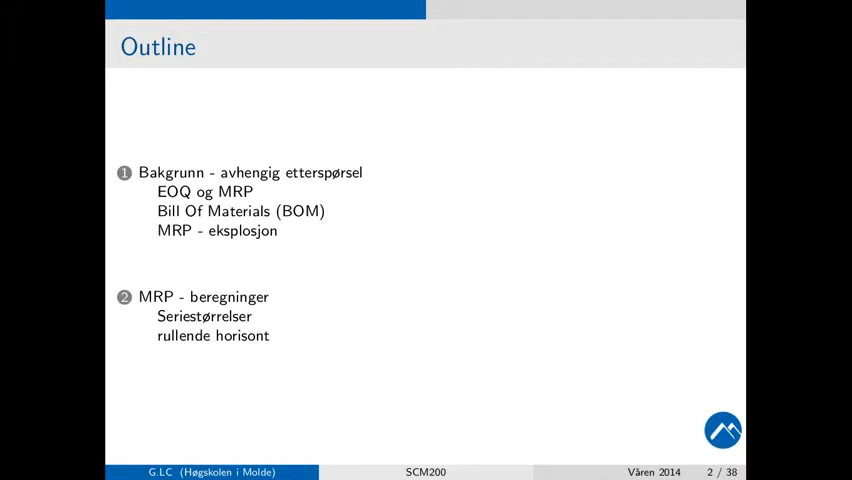 Outline
1 Bakgrunn - avhengig etterspørsel
EOQ og MRP
Bill Of Materials (BOM)
MRP - eksplosjon
2 MRP - beregninger
Seriestørrelser
rullende horisont
G.LC (Høgskolen i Molde) SCM200 Våren 2014 2 / 38